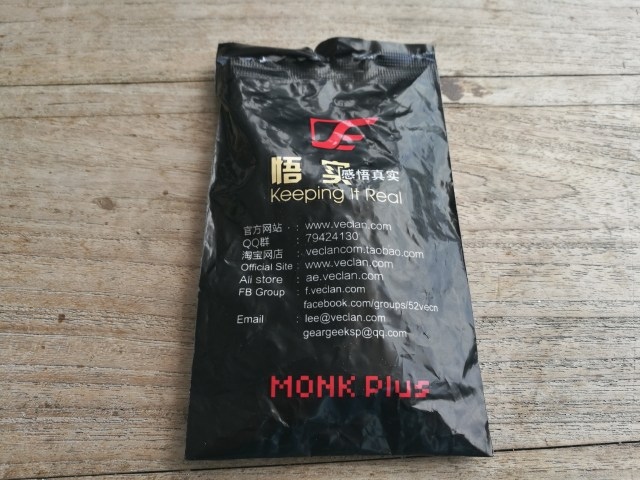 悟 实 感悟真实
Keeping It Real
官方网站 : www.veclan.com
QQ群 : 79424130
淘宝网店 : veclancom.taobao.com
Official Site : www.veclan.com
Ali store : ae.veclan.com
FB Group : f.veclan.com
facebook.com/groups/52vecn
Email : lee@veclan.com
geargeeksp@qq.com
MONK Plus